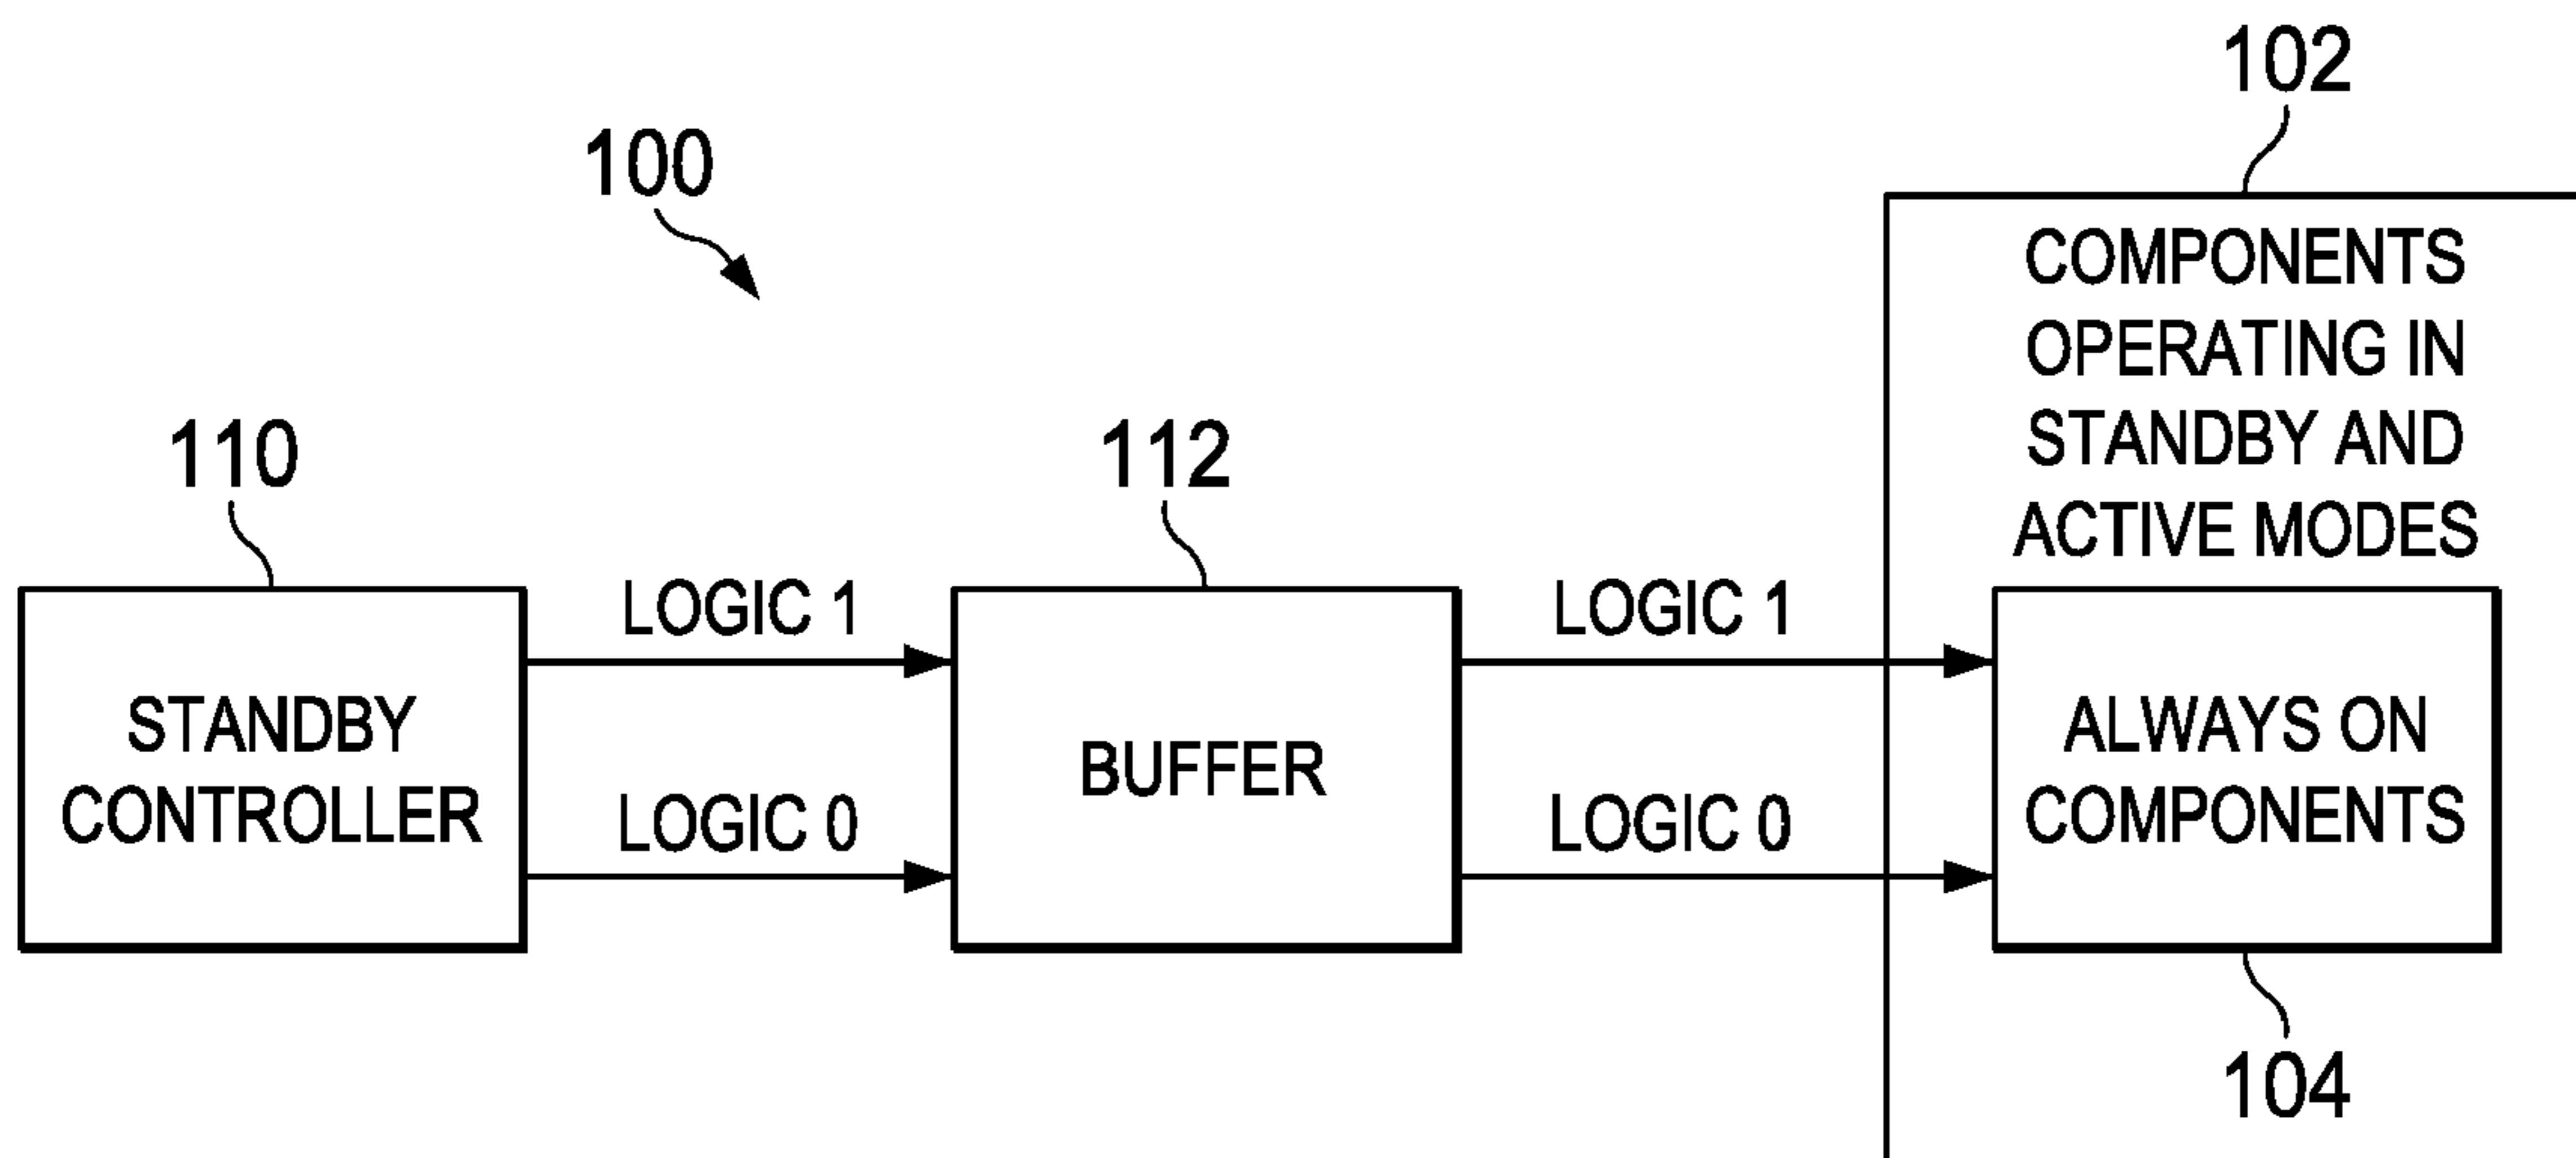 102
100
COMPONENTS
OPERATING IN
STANDBY AND
ACTIVE MODES
110
112
LOGIC 1
LOGIC 1
STANDBY
CONTROLLER
BUFFER
ALWAYS ON
COMPONENTS
LOGIC 0
LOGIC 0
104